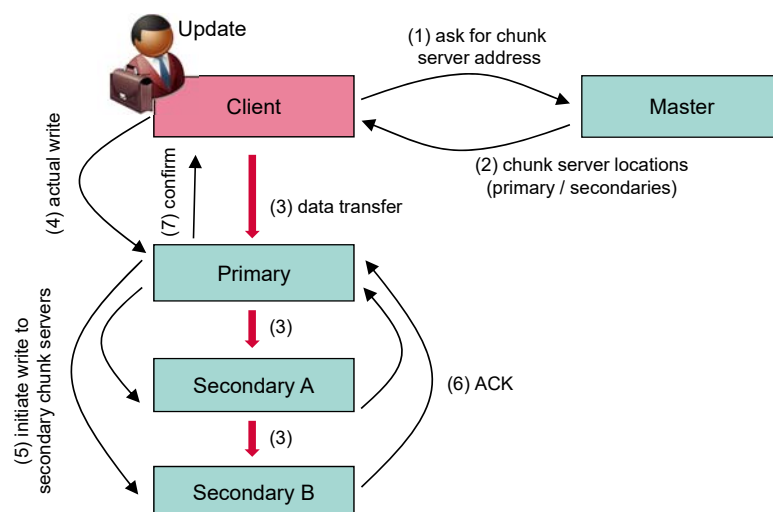 Update
(1) ask for chunk
server address
Client
Master
(2) chunk server locations
(primary / secondaries)
(4) actual write
(7) confirm
(3) data transfer
Primary
(3)
Secondary A
(6) ACK
(5) initiate write to
secondary chunk servers
(3)
Secondary B